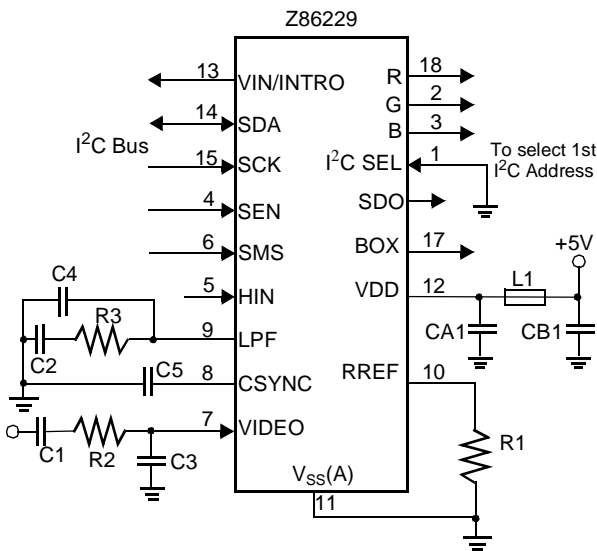 Z86229
13
VIN/INTRO
R
18
G
2
14
SDA
B
3
I²C Bus
15
SCK
I²C SEL
1
To select 1st
I²C Address
4
SEN
SDO
6
SMS
BOX
17
+5V
C4
5
HIN
VDD
12
L1
R3
C2
9
LPF
CA1
CB1
C5
8
CSYNC
RREF
10
7
VIDEO
C1
R2
C3
R1
VSS(A)
11